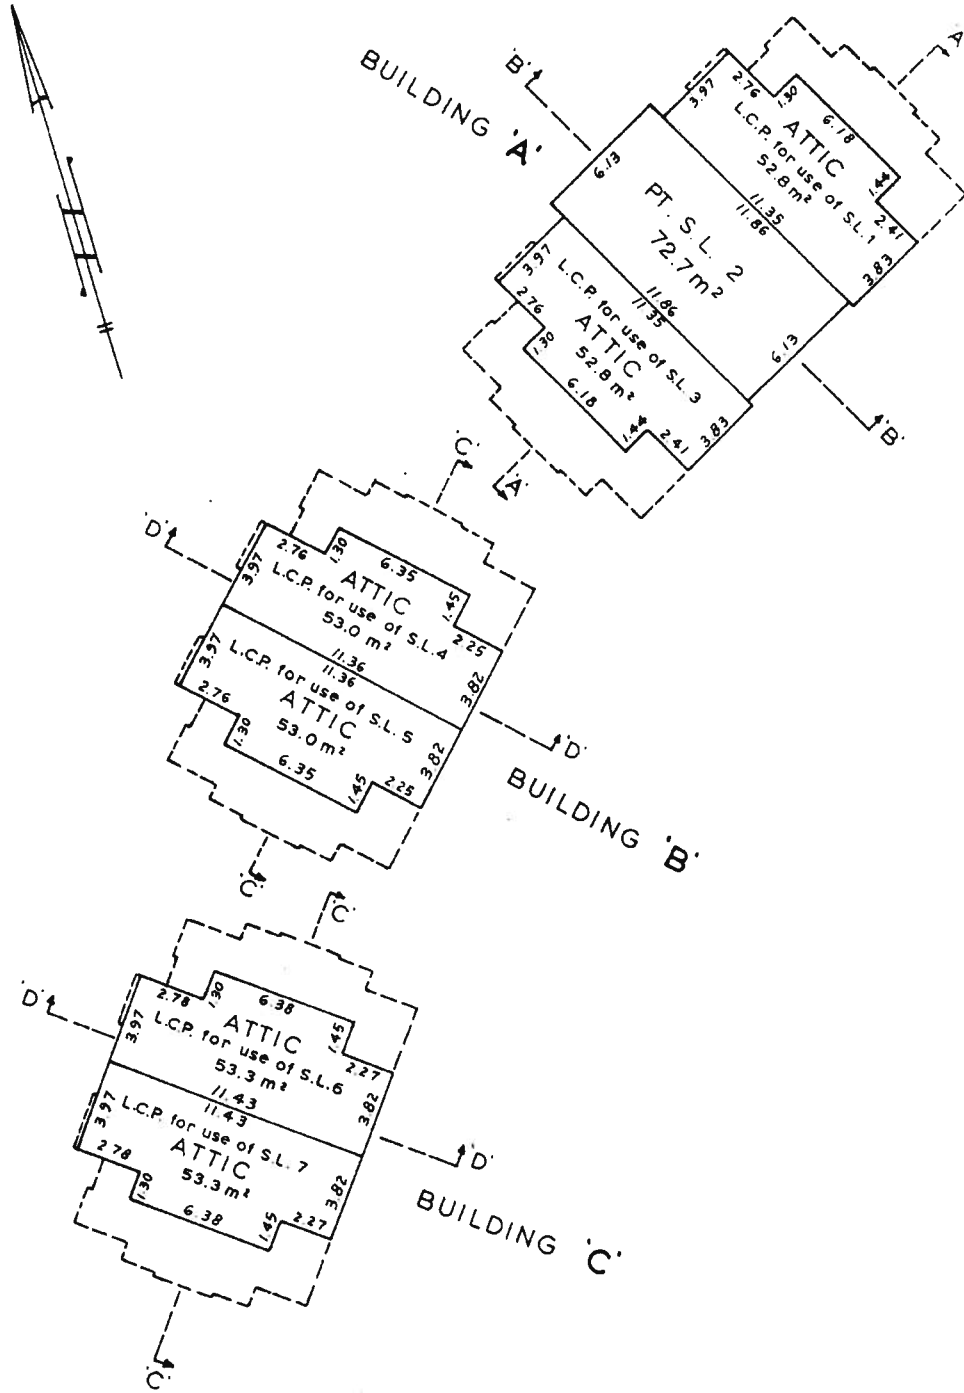 BUILDING 'A'
'B'
A
3.97
2.76
1.30
6.18
1.44
2.41
3.83
ATTIC
L.C.P. for use of S.L. 1
52.8 m²
11.35
11.86
6.13
PT. S.L. 2
72.7 m²
11.86
11.35
6.13
'B'
3.97
L.C.P. for use of S.L. 3
ATTIC
52.8 m²
2.76
1.30
6.18
1.44
2.41
3.83
'A'
'C'
'D'
2.76
1.30
6.35
1.45
2.25
3.82
3.97
ATTIC
L.C.P. for use of S.L. 4
53.0 m²
11.36
11.36
3.97
L.C.P. for use of S.L. 5
ATTIC
53.0 m²
2.76
1.30
6.35
1.45
2.25
3.82
'D'
BUILDING 'B'
'C'
'C'
'D'
2.78
1.30
6.38
1.45
2.27
3.82
3.97
ATTIC
L.C.P. for use of S.L. 6
53.3 m²
11.43
11.43
3.97
L.C.P. for use of S.L. 7
ATTIC
53.3 m²
2.78
1.30
6.38
1.45
2.27
3.82
'D'
BUILDING 'C'
'C'